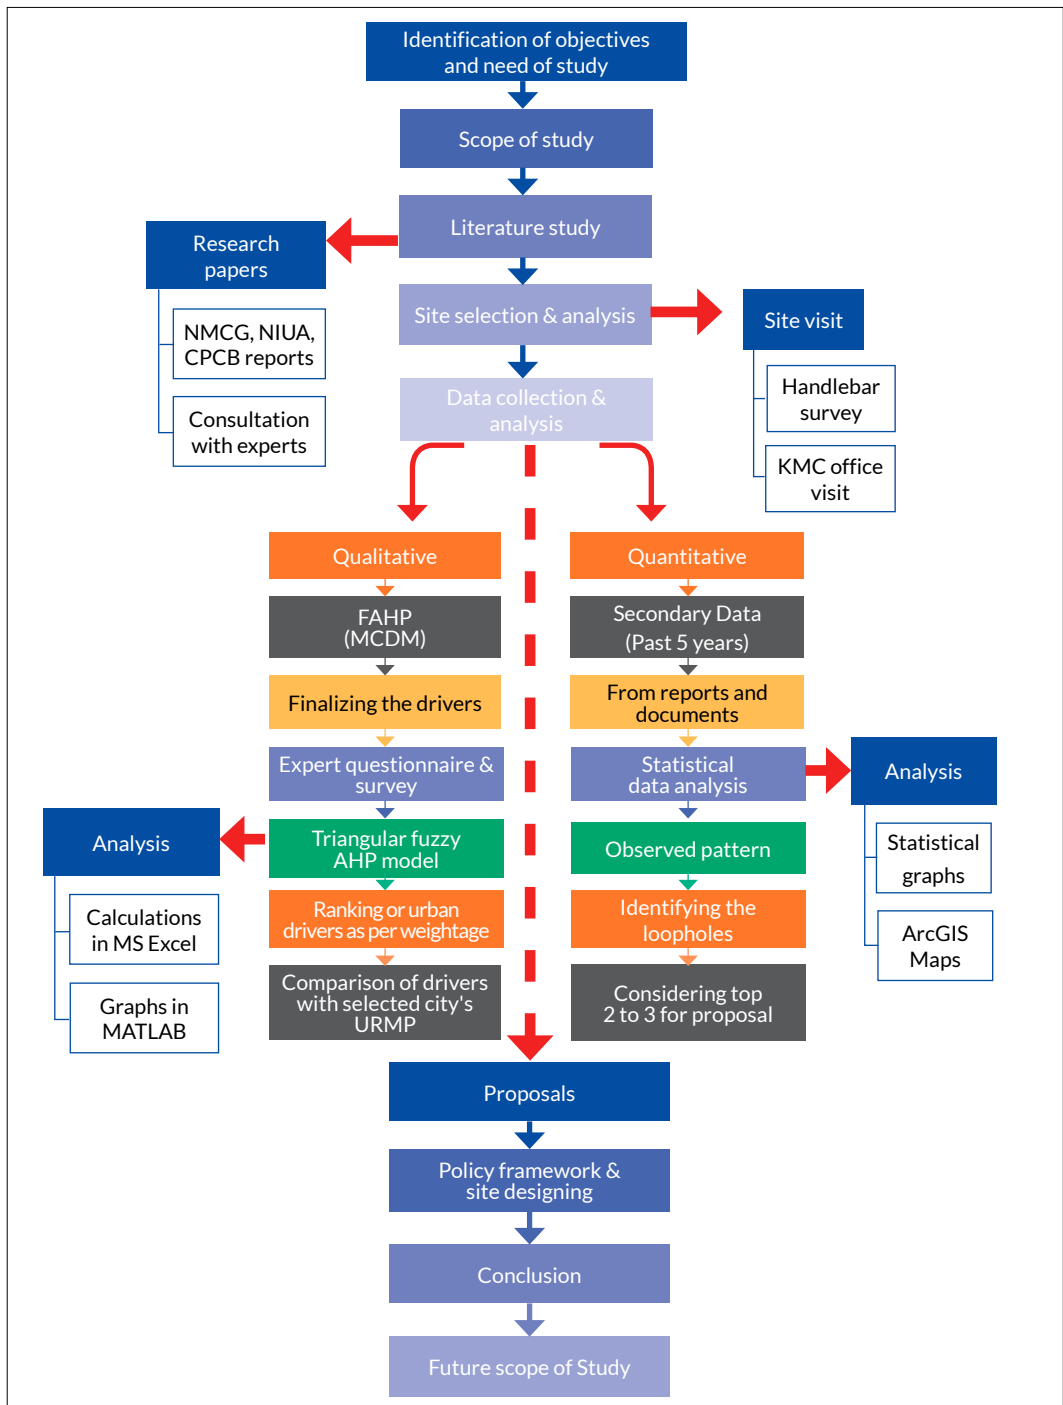 Identification of objectives
and need of study
Scope of study
Literature study
Research
papers
NMCG, NIUA,
CPCB reports
Consultation
with experts
Site selection & analysis
Site visit
Handlebar
survey
KMC office
visit
Data collection &
analysis
Qualitative
FAHP
(MCDM)
Finalizing the drivers
Expert questionnaire &
survey
Triangular fuzzy
AHP model
Analysis
Calculations
in MS Excel
Graphs in
MATLAB
Ranking or urban
drivers as per weightage
Comparison of drivers
with selected city's
URMP
Quantitative
Secondary Data
(Past 5 years)
From reports and
documents
Statistical
data analysis
Analysis
Statistical
graphs
ArcGIS
Maps
Observed pattern
Identifying the
loopholes
Considering top
2 to 3 for proposal
Proposals
Policy framework &
site designing
Conclusion
Future scope of Study